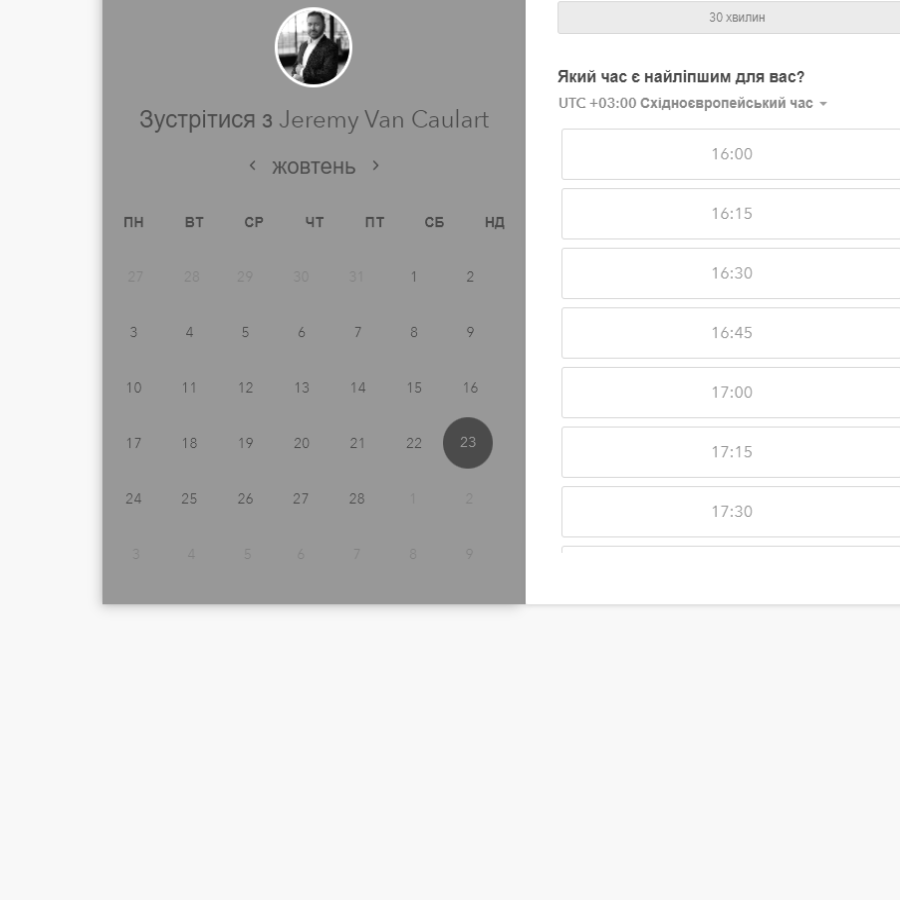 Зустрітися з Jeremy Van Caulart
жовтень
ПН ВТ СР ЧТ ПТ СБ НД
27 28 29 30 31 1 2
3 4 5 6 7 8 9
10 11 12 13 14 15 16
17 18 19 20 21 22 23
24 25 26 27 28 1 2
3 4 5 6 7 8 9
30 хвилин
Який час є найліпшим для вас?
UTC +03:00 Східноєвропейський час
16:00
16:15
16:30
16:45
17:00
17:15
17:30